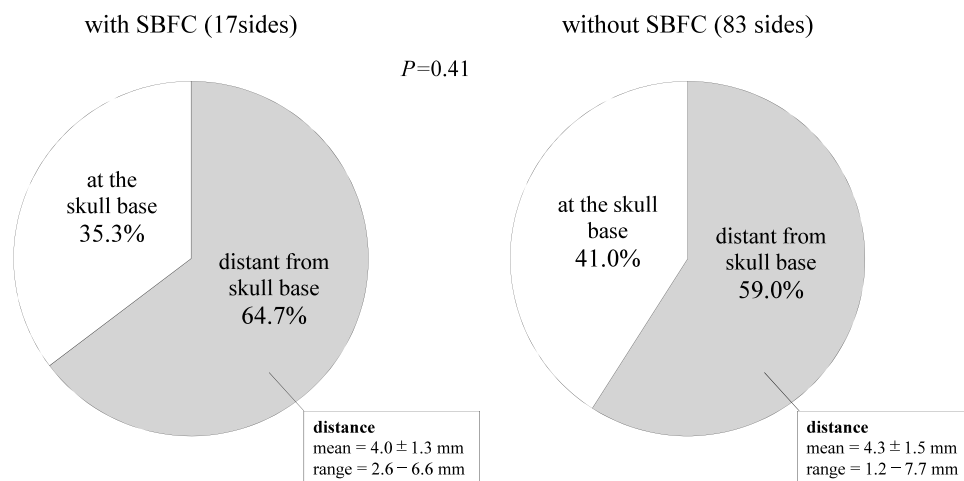 with SBFC (17sides)
without SBFC (83 sides)
P=0.41
at the
skull base
35.3%
distant from
skull base
64.7%
distance
mean = 4.0 ± 1.3 mm
range = 2.6 – 6.6 mm
at the skull
base
41.0%
distant from
skull base
59.0%
distance
mean = 4.3 ± 1.5 mm
range = 1.2 – 7.7 mm